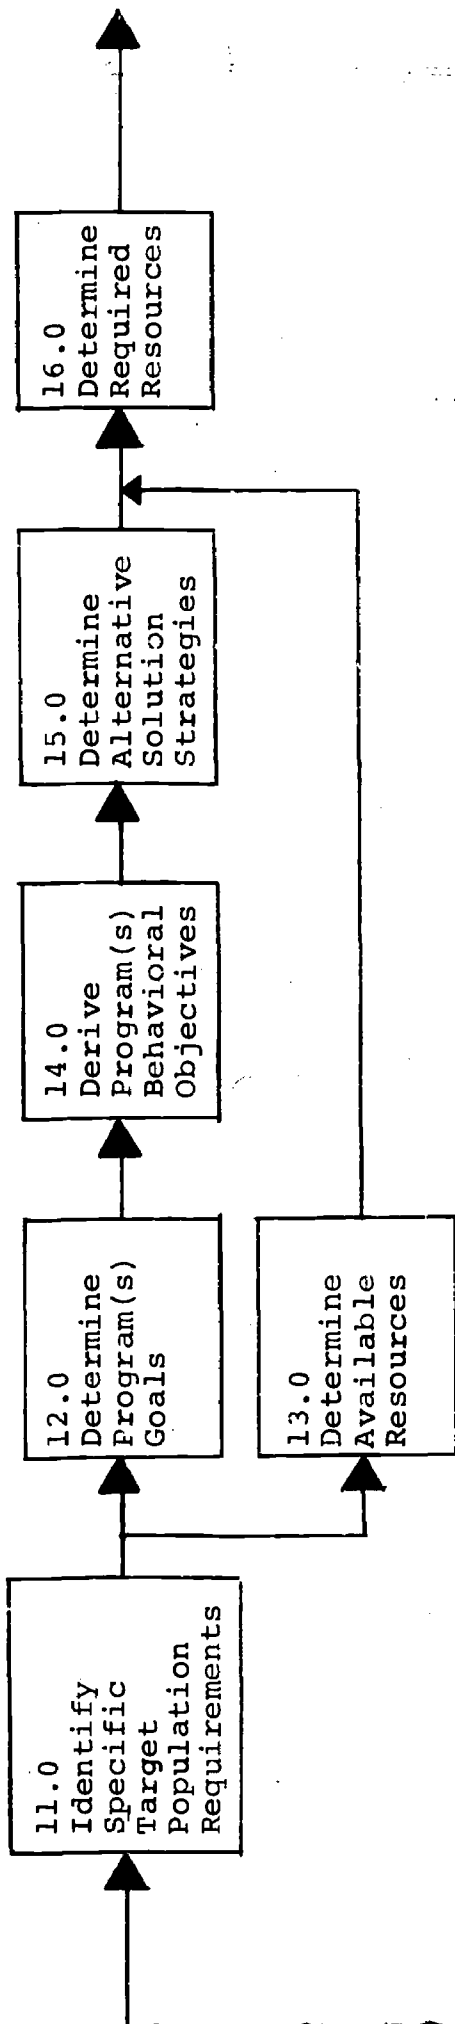 11.0
Identify
Specific
Target
Population
Requirements
12.0
Determine
Program(s)
Goals
13.0
Determine
Available
Resources
14.0
Derive
Program(s)
Behavioral
Objectives
15.0
Determine
Alternative
Solution
Strategies
16.0
Determine
Required
Resources